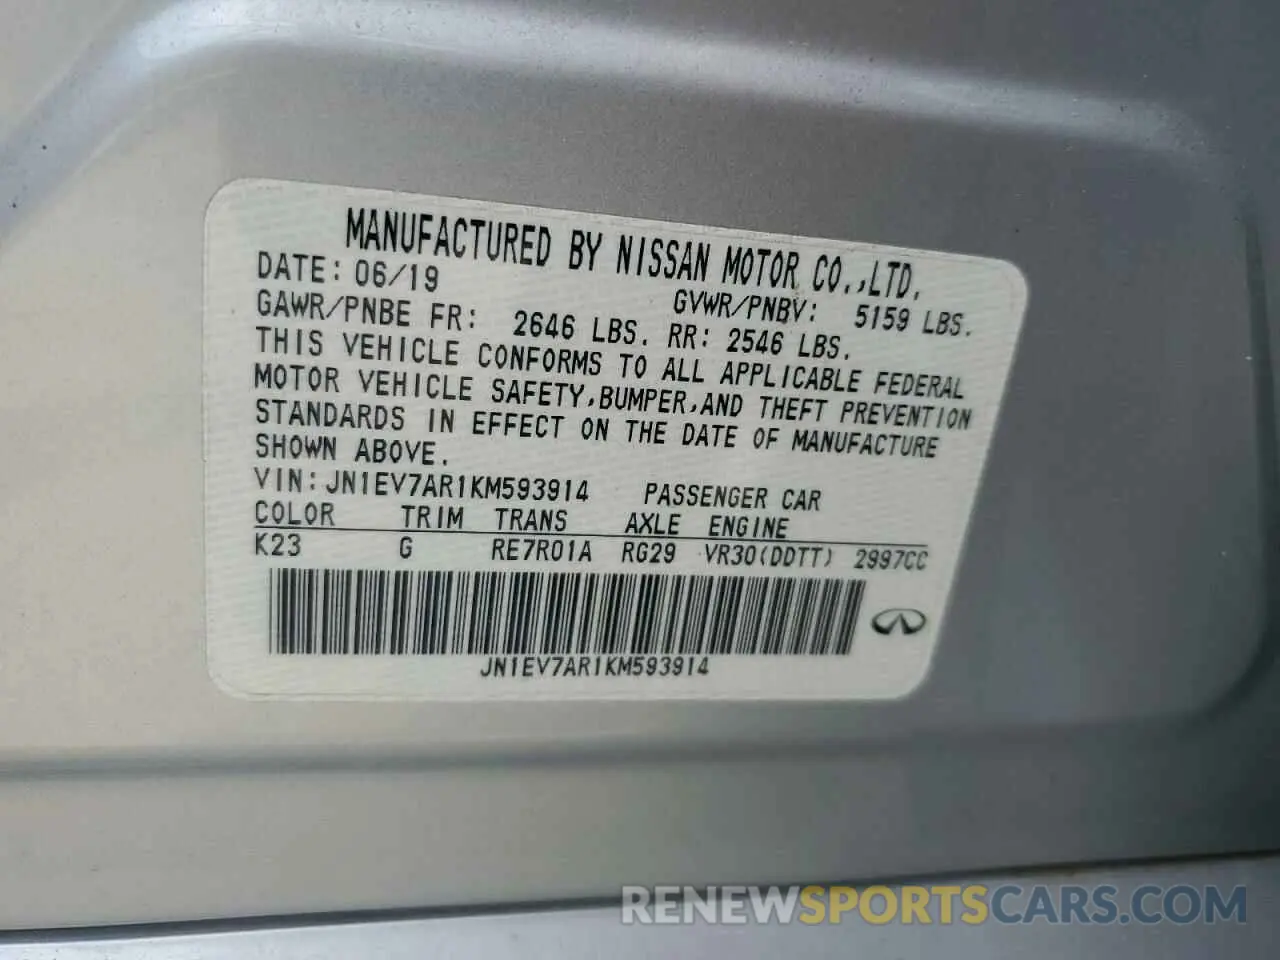 MANUFACTURED BY NISSAN MOTOR CO.,LTD.
DATE: 06/19 GVWR/PNBV: 5159 LBS.
GAWR/PNBE FR: 2646 LBS. RR: 2546 LBS.
THIS VEHICLE CONFORMS TO ALL APPLICABLE FEDERAL
MOTOR VEHICLE SAFETY,BUMPER,AND THEFT PREVENTION
STANDARDS IN EFFECT ON THE DATE OF MANUFACTURE
SHOWN ABOVE.
VIN:JN1EV7AR1KM593914 PASSENGER CAR
COLOR TRIM TRANS AXLE ENGINE
K23 G RE7R01A RG29 VR30(DDTT) 2997CC
JN1EV7AR1KM593914
RENEWSPORTSCARS.COM